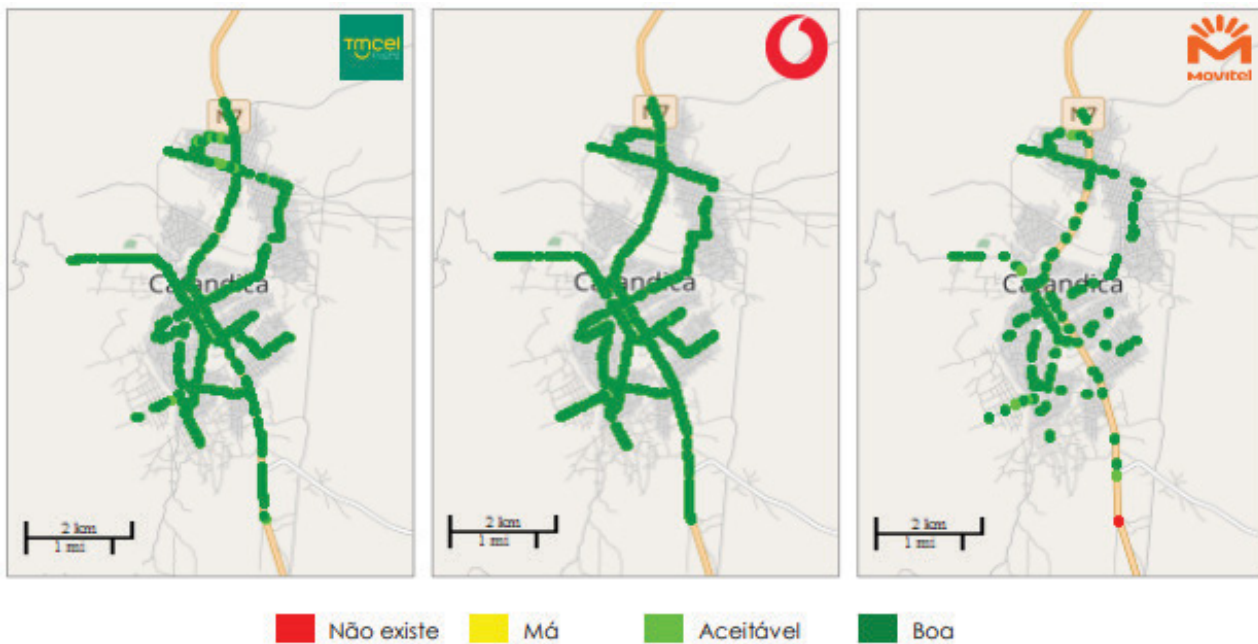 Tmcel
movitel
N7
N7
N7
Catandica
Catandica
Catandica
2 km
1 mi
2 km
1 mi
2 km
1 mi
Não existe
Má
Aceitável
Boa